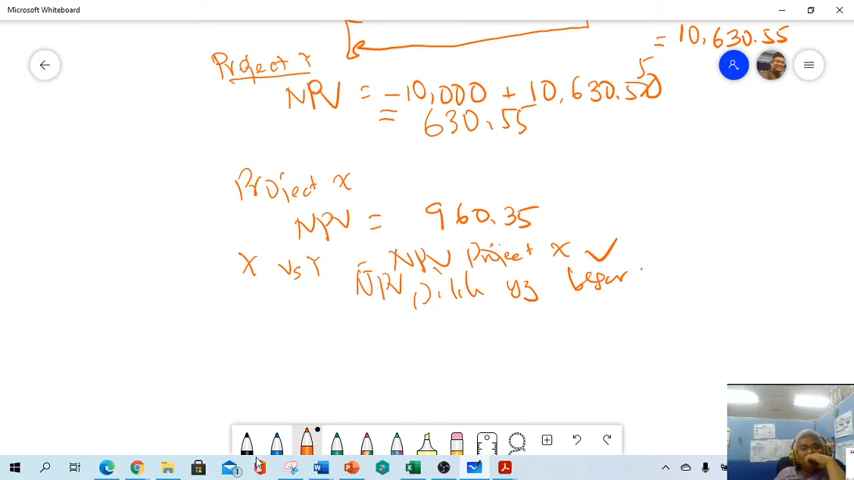 Microsoft Whiteboard
= 10,630.55
Project Y
NPV = -10,000 + 10,630.55
= 630.55
Project X
NPV = 960.35
X vs Y NPV Project X ✓
NPV pilih yg besar.